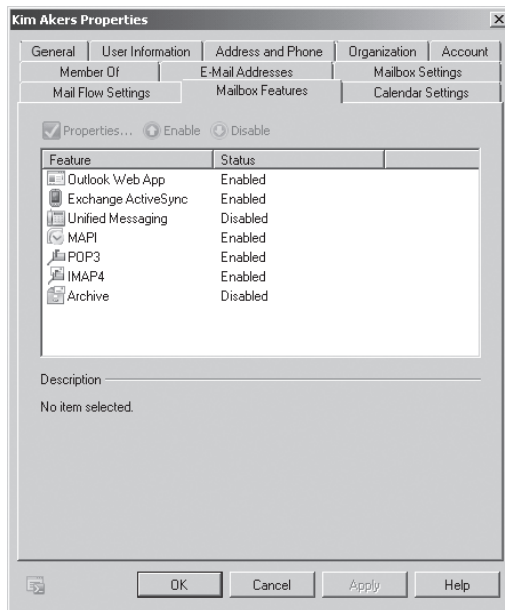 Kim Akers Properties
General User Information Address and Phone Organization Account
Member Of E-Mail Addresses Mailbox Settings
Mail Flow Settings Mailbox Features Calendar Settings
Properties... Enable Disable
Feature Status
Outlook Web App Enabled
Exchange ActiveSync Enabled
Unified Messaging Disabled
MAPI Enabled
POP3 Enabled
IMAP4 Enabled
Archive Disabled
Description
No item selected.
OK Cancel Apply Help